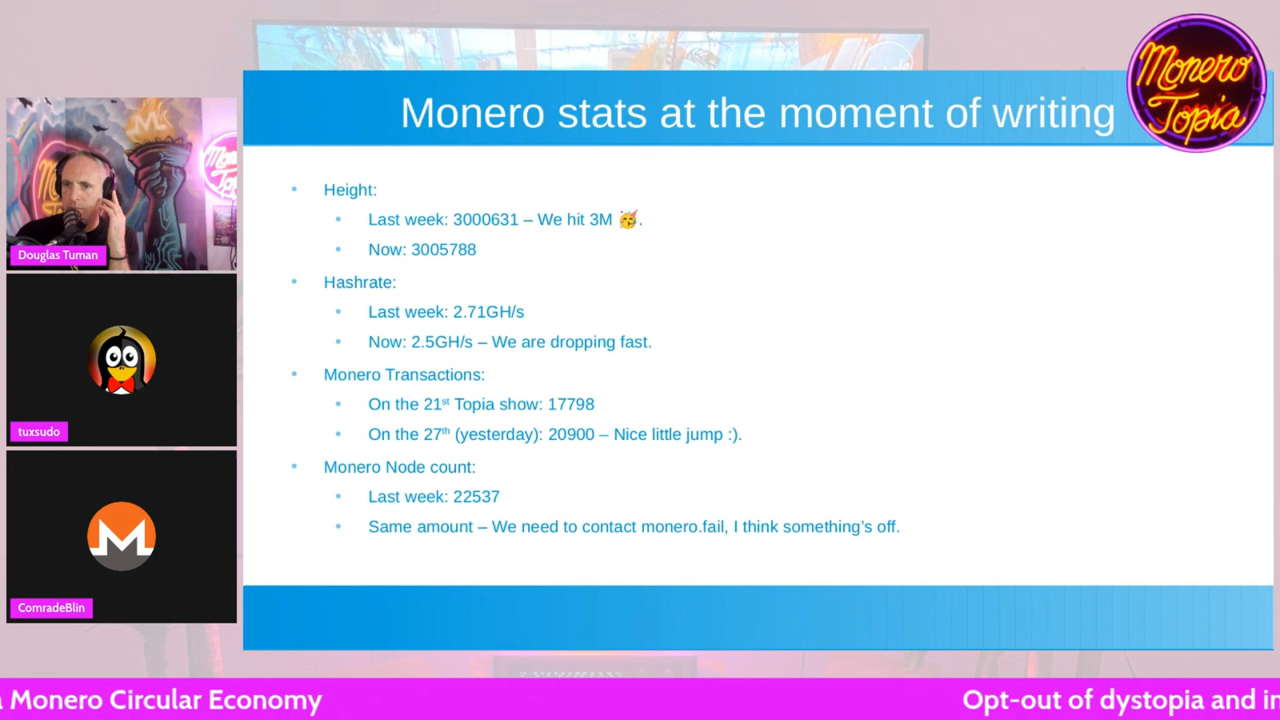 Monero stats at the moment of writing
Monero
Topia
• Height:
• Last week: 3000631 – We hit 3M 🥳.
• Now: 3005788
• Hashrate:
• Last week: 2.71GH/s
• Now: 2.5GH/s – We are dropping fast.
• Monero Transactions:
• On the 21st Topia show: 17798
• On the 27th (yesterday): 20900 – Nice little jump :).
• Monero Node count:
• Last week: 22537
• Same amount – We need to contact monero.fail, I think something's off.
Douglas Tuman
tuxsudo
ComradeBlin
a Monero Circular Economy
Opt-out of dystopia and in